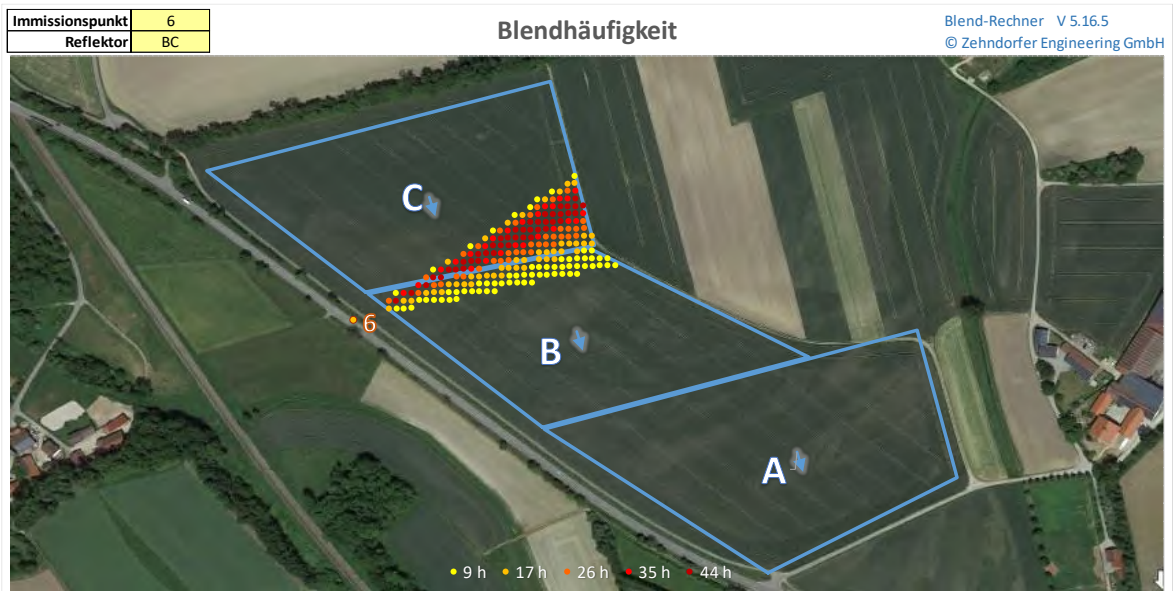 Immissionspunkt 6
Reflektor BC
Blendhäufigkeit
Blend-Rechner V 5.16.5
© Zehndorfer Engineering GmbH
C
6
B
A
9 h 17 h 26 h 35 h 44 h